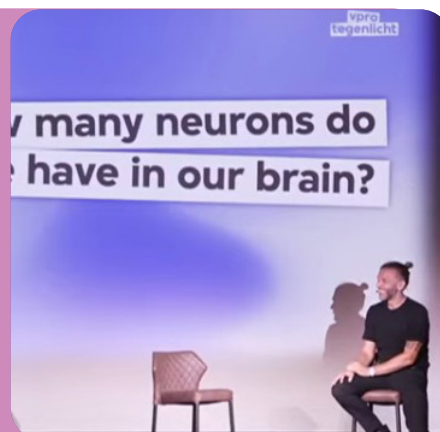 vpro
tegenlicht
many neurons do
have in our brain?